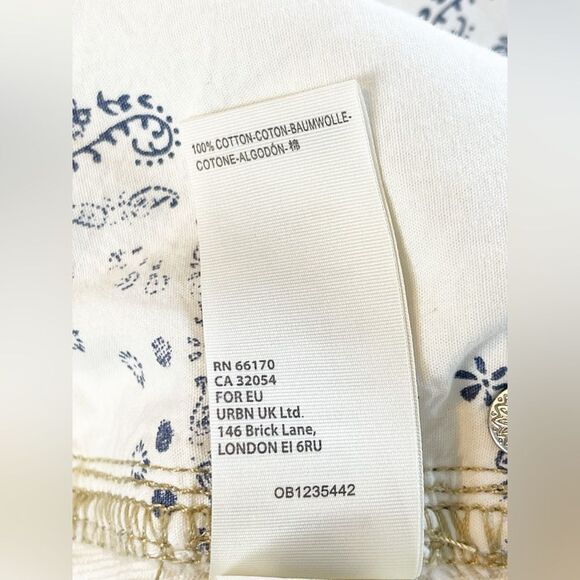 100% COTTON-COTON-BAUMWOLLE-
COTONE-ALGODÓN-棉
RN 66170
CA 32054
FOR EU
URBN UK Ltd.
146 Brick Lane,
LONDON EI 6RU
OB1235442